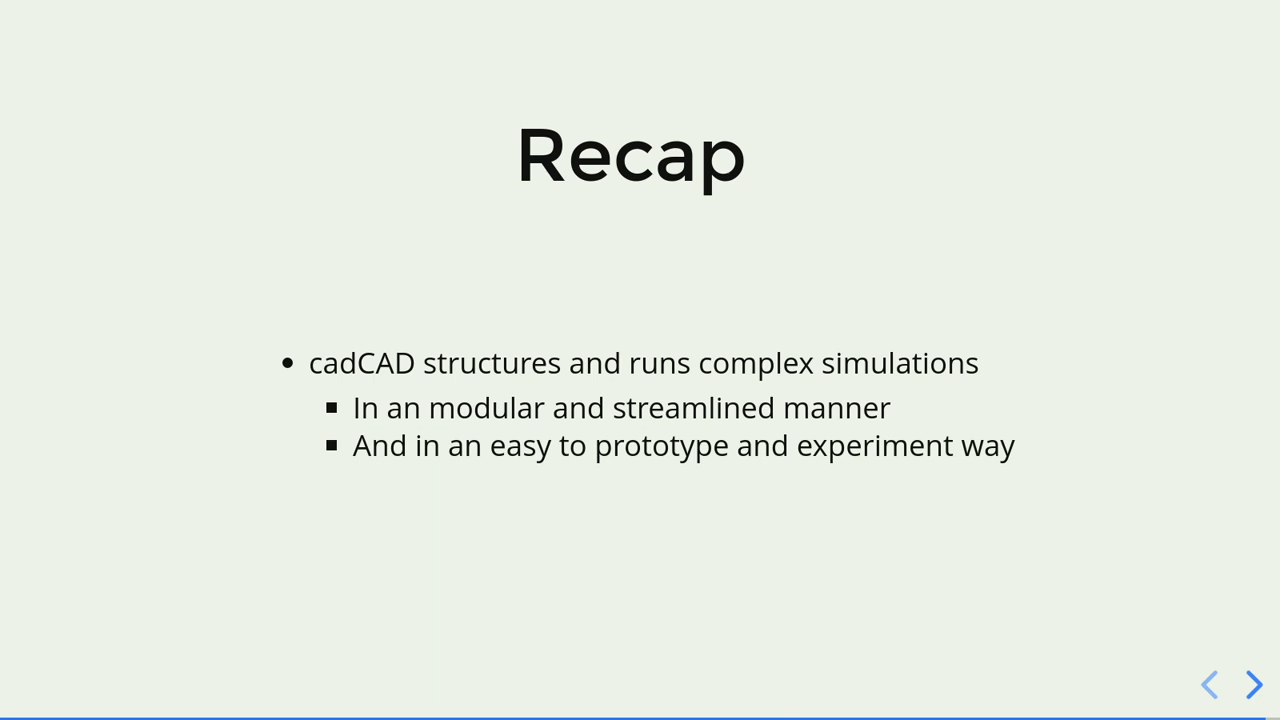 Recap
cadCAD structures and runs complex simulations
In an modular and streamlined manner
And in an easy to prototype and experiment way